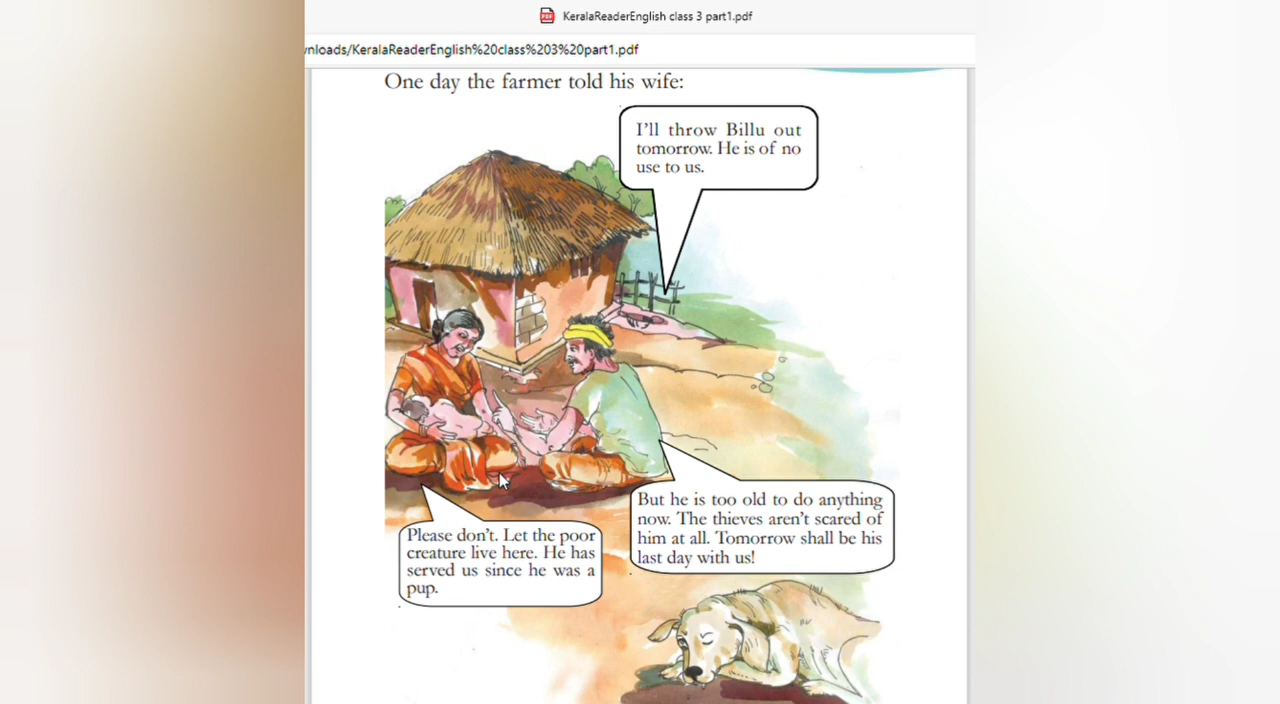 KeralaReaderEnglish class 3 part1.pdf
nloads/KeralaReaderEnglish%20class%203%20part1.pdf
One day the farmer told his wife:
I'll throw Billu out
tomorrow. He is of no
use to us.
Please don't. Let the poor
creature live here. He has
served us since he was a
pup.
But he is too old to do anything
now. The thieves aren't scared of
him at all. Tomorrow shall be his
last day with us!